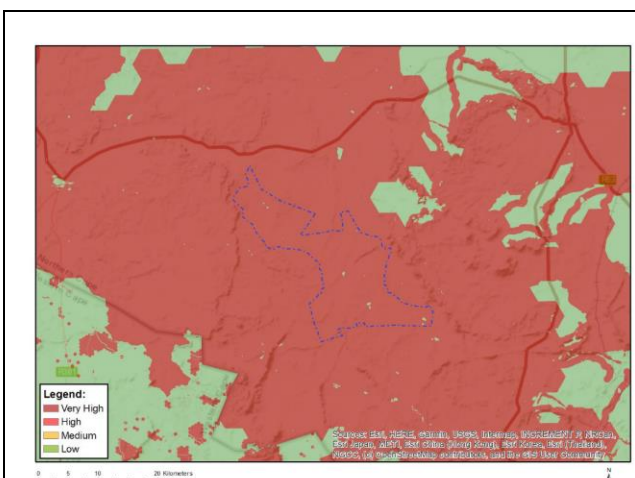 Northern Cape
Legend:
Very High
High
Medium
Low
Sources: Esri, HERE, Garmin, USGS, Intermap, INCREMENT P, NRCan,
Esri Japan, METI, Esri China (Hong Kong), Esri Korea, Esri (Thailand),
NGCC, (c) OpenStreetMap contributors, and the GIS User Community
0 5 10 20 Kilometers
N